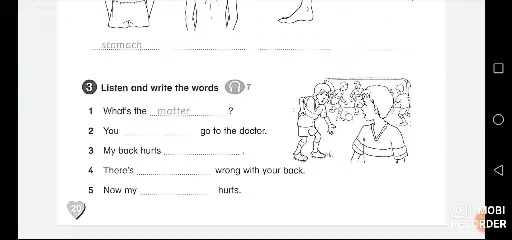 stomach
3 Listen and write the words 7
1 What's the matter ?
2 You go to the doctor.
3 My back hurts .
4 There's wrong with your back.
5 Now my hurts.
20
MOBI
RECORDER